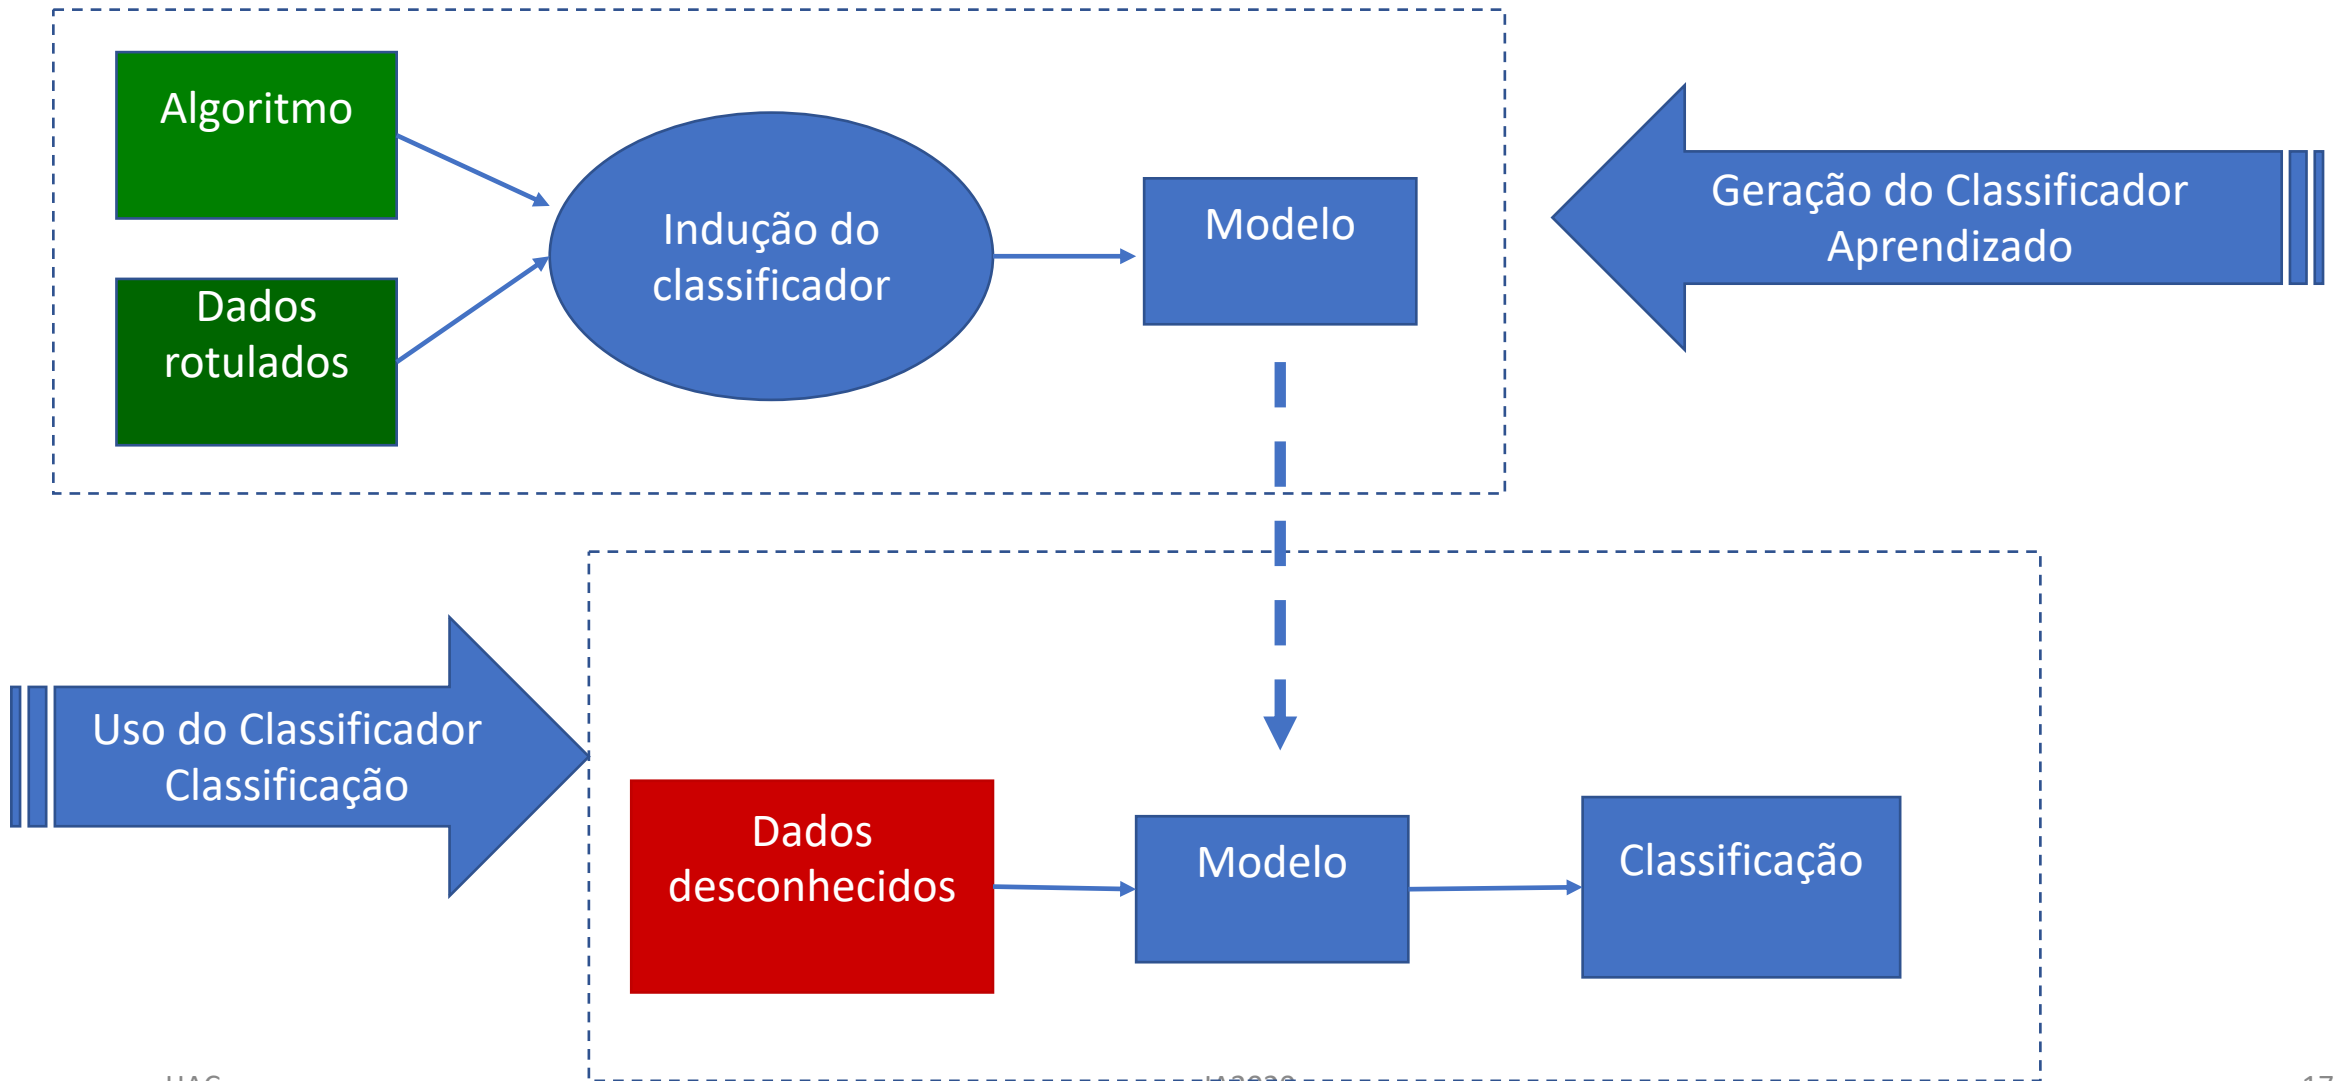 Algoritmo
Dados
rotulados
Indução do
classificador
Modelo
Geração do Classificador
Aprendizado
Uso do Classificador
Classificação
Dados
desconhecidos
Modelo
Classificação
17